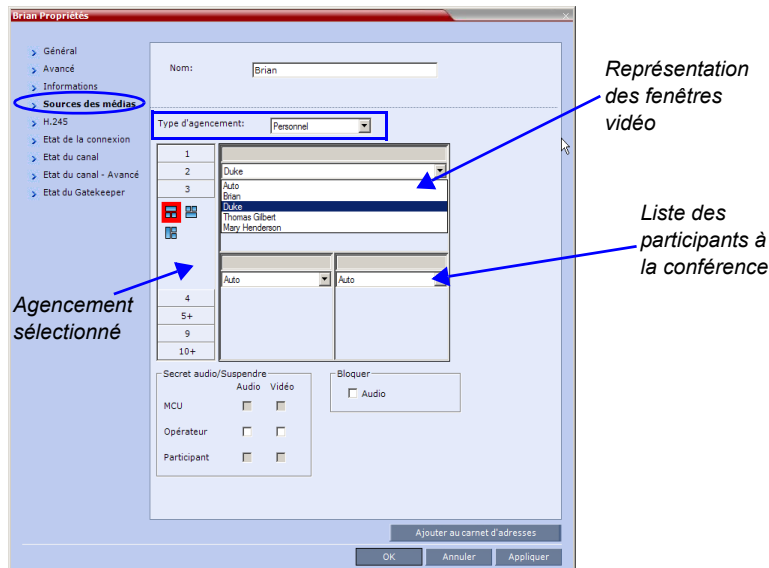 Brian Propriétés
Général
Avancé
Informations
Sources des médias
H.245
Etat de la connexion
Etat du canal
Etat du canal - Avancé
Etat du Gatekeeper
Nom:
Brian
Type d'agencement:
Personnel
1
2
3
Duke
Auto
Brian
Duke
Thomas Gilbert
Mary Henderson
Auto
Auto
4
5+
9
10+
Secret audio/Suspendre
Audio Vidéo
MCU
Opérateur
Participant
Bloquer
Audio
Ajouter au carnet d'adresses
OK
Annuler
Appliquer
Représentation
des fenêtres
vidéo
Liste des
participants à
la conférence
Agencement
sélectionné